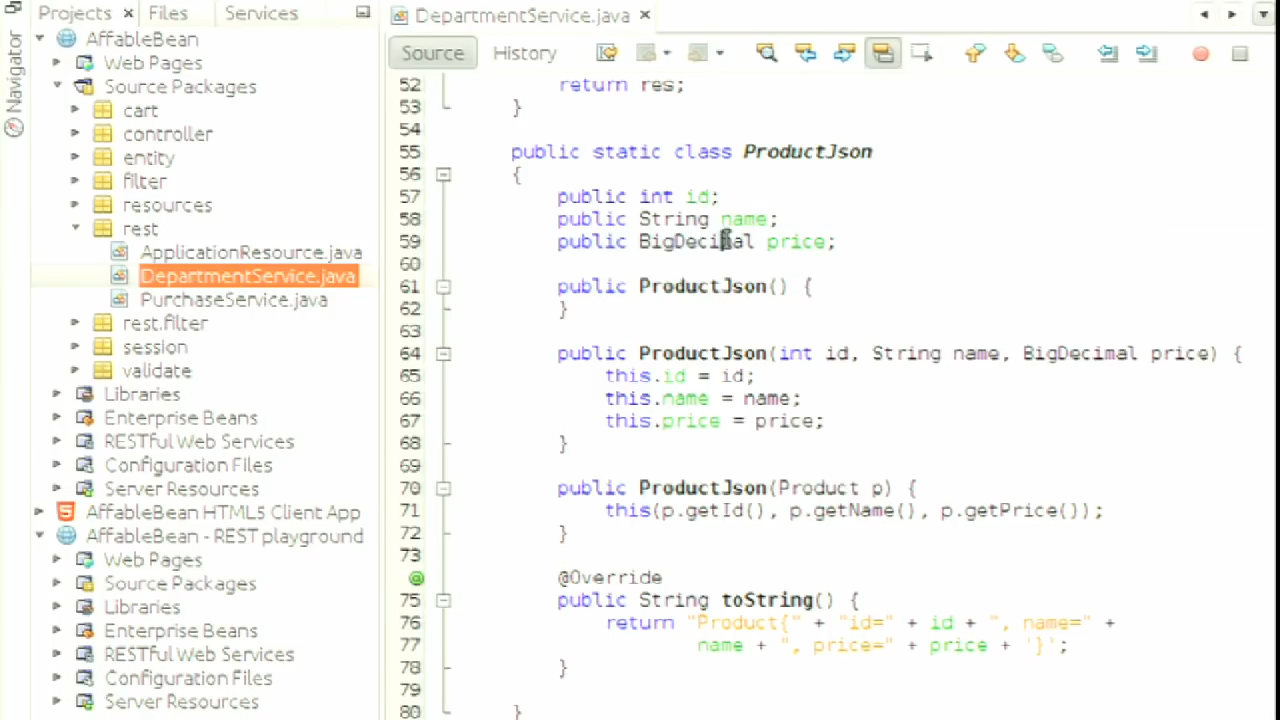 Projects Files Services
Navigator
AffableBean
Web Pages
Source Packages
cart
controller
entity
filter
resources
rest
ApplicationResource.java
DepartmentService.java
PurchaseService.java
rest.filter
session
validate
Libraries
Enterprise Beans
RESTful Web Services
Configuration Files
Server Resources
AffableBean HTML5 Client App
AffableBean - REST playground
Web Pages
Source Packages
Libraries
Enterprise Beans
RESTful Web Services
Configuration Files
Server Resources
DepartmentService.java
Source History
52 return res;
53 }
54
55 public static class ProductJson
56 {
57 public int id;
58 public String name;
59 public BigDecimal price;
60
61 public ProductJson() {
62 }
63
64 public ProductJson(int id, String name, BigDecimal price) {
65 this.id = id;
66 this.name = name;
67 this.price = price;
68 }
69
70 public ProductJson(Product p) {
71 this(p.getId(), p.getName(), p.getPrice());
72 }
73
@Override
75 public String toString() {
76 return "Product{" + "id=" + id + ", name=" +
77 name + ", price=" + price + '}';
78 }
79
80 }